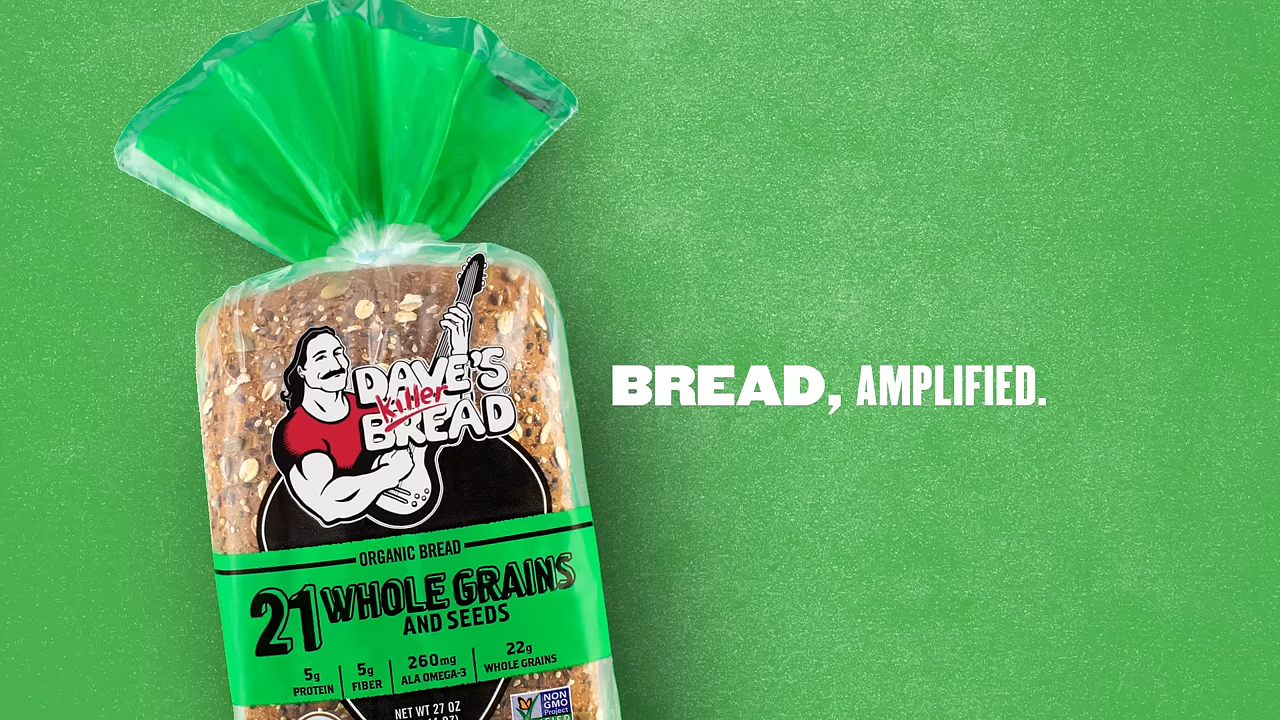 DAVE'S
killer
BREAD®
ORGANIC BREAD
21 WHOLE GRAINS
AND SEEDS
5g PROTEIN
5g FIBER
260mg ALA OMEGA-3
22g WHOLE GRAINS
NET WT 27 OZ
NON
GMO
Project
BREAD, AMPLIFIED.